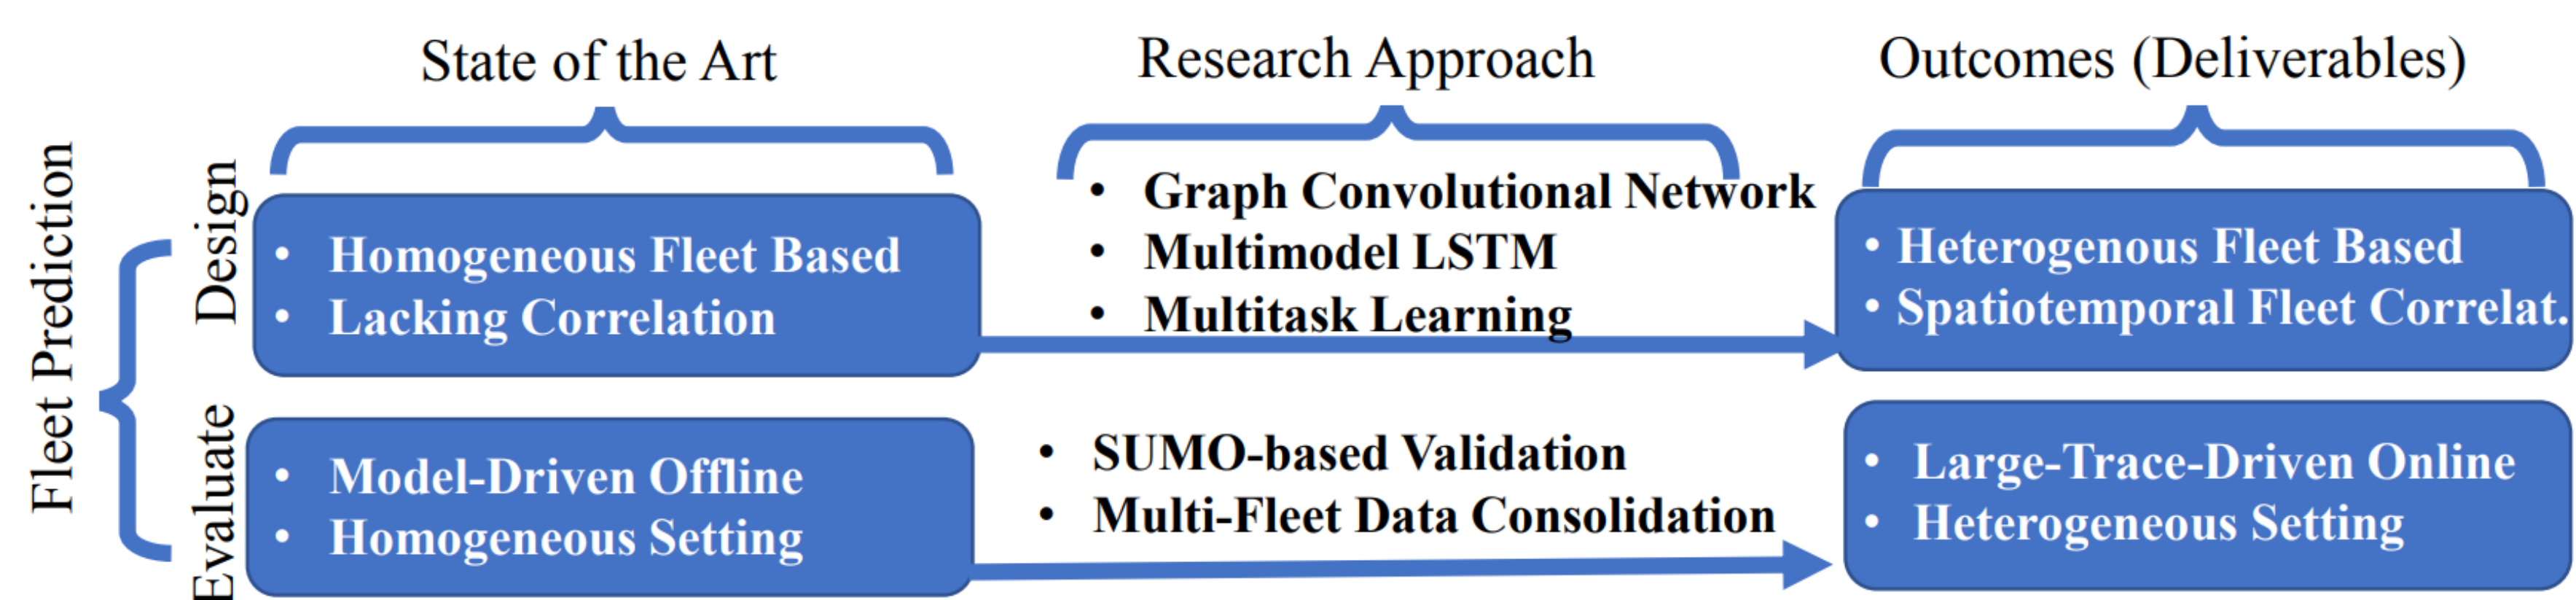 State of the Art
Research Approach
Outcomes (Deliverables)
Fleet Prediction
Design
• Homogeneous Fleet Based
• Lacking Correlation
• Graph Convolutional Network
• Multimodel LSTM
• Multitask Learning
• Heterogenous Fleet Based
• Spatiotemporal Fleet Correlat.
Evaluate
• Model-Driven Offline
• Homogeneous Setting
• SUMO-based Validation
• Multi-Fleet Data Consolidation
• Large-Trace-Driven Online
• Heterogeneous Setting